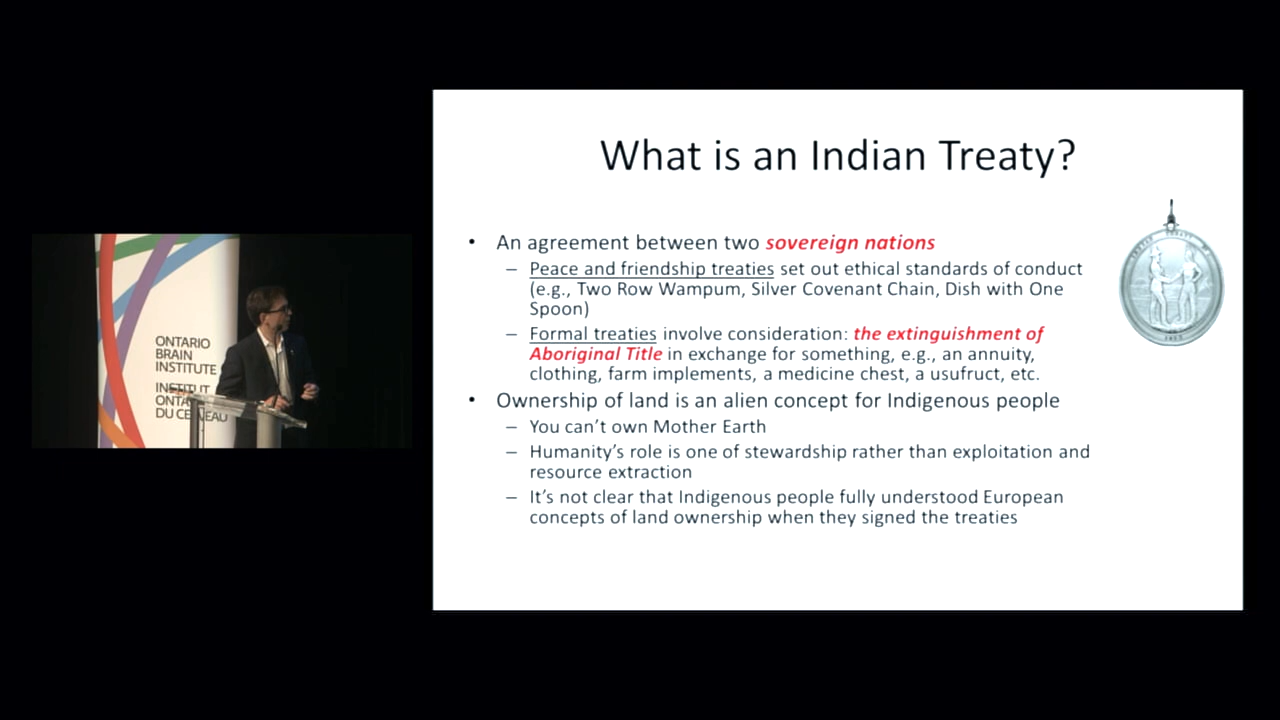 What is an Indian Treaty?
• An agreement between two sovereign nations
– Peace and friendship treaties set out ethical standards of conduct
(e.g., Two Row Wampum, Silver Covenant Chain, Dish with One
Spoon)
– Formal treaties involve consideration: the extinguishment of
Aboriginal Title in exchange for something, e.g., an annuity,
clothing, farm implements, a medicine chest, a usufruct, etc.
• Ownership of land is an alien concept for Indigenous people
– You can’t own Mother Earth
– Humanity’s role is one of stewardship rather than exploitation and
resource extraction
– It’s not clear that Indigenous people fully understood European
concepts of land ownership when they signed the treaties
ONTARIO
BRAIN
INSTITUTE
INSTITUT
DU